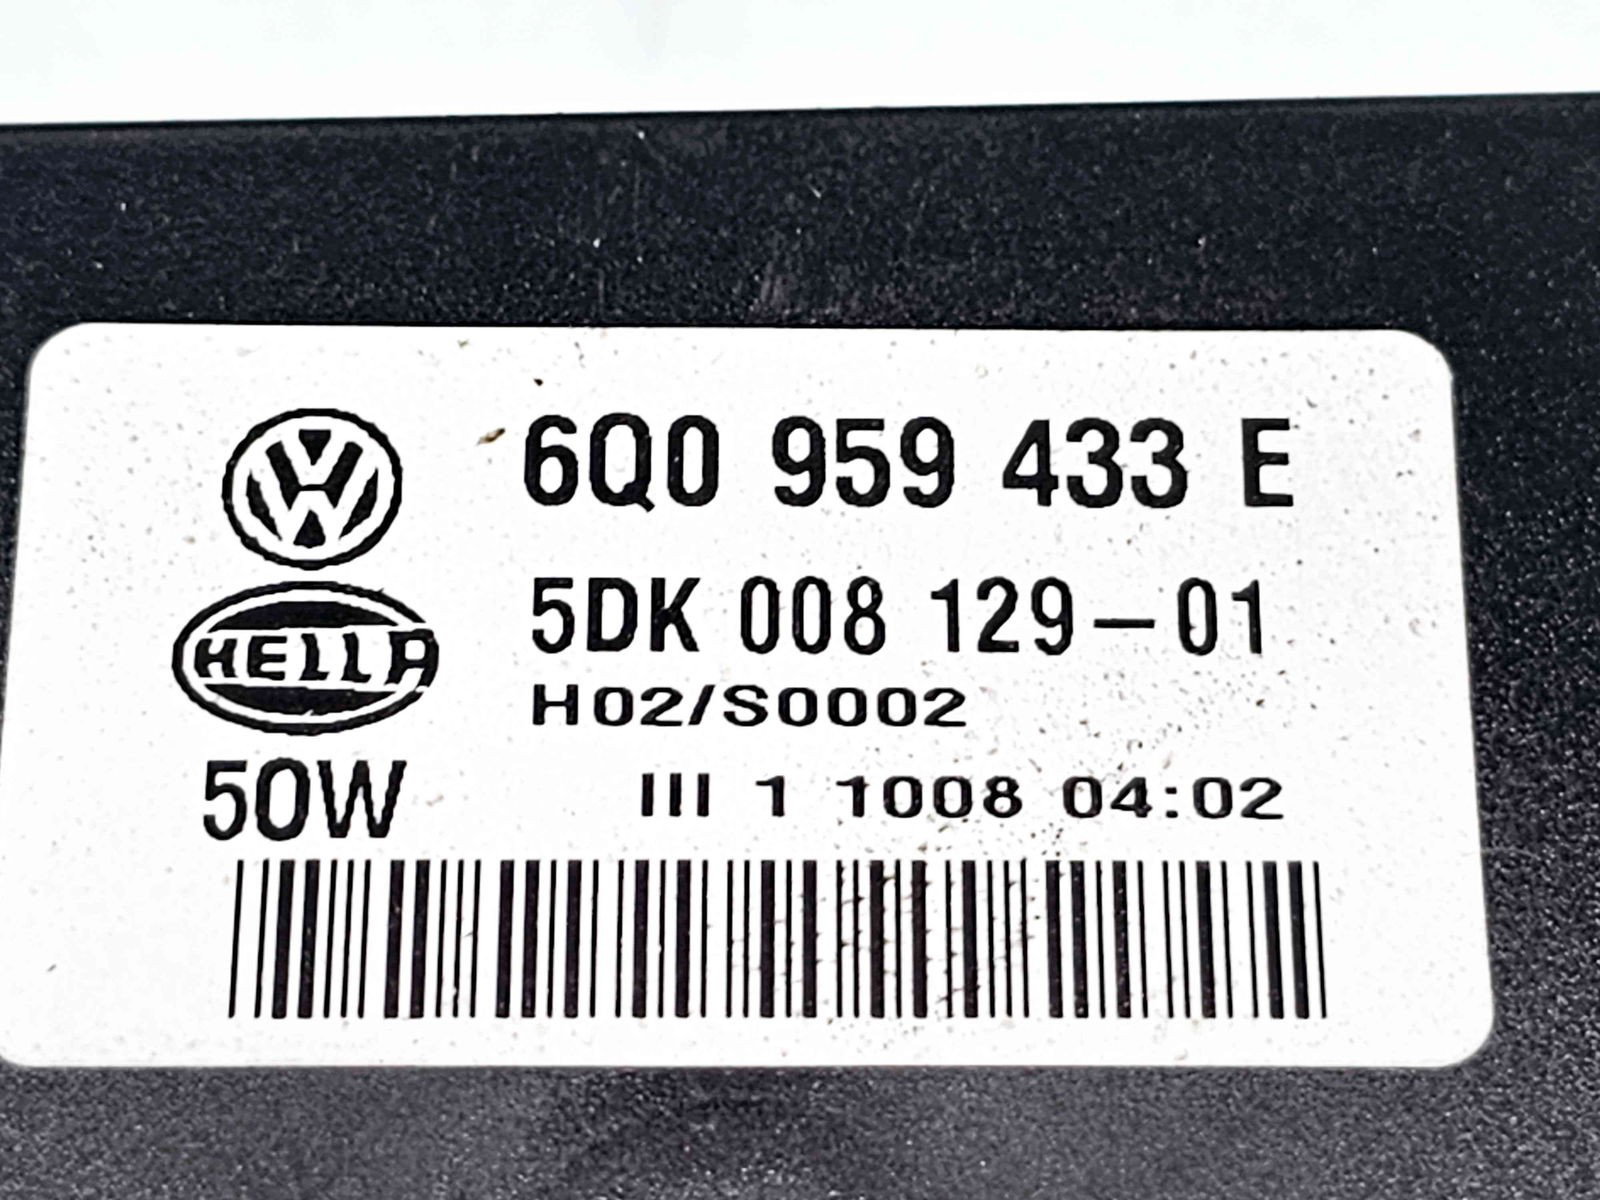 6Q0 959 433 E
5DK 008 129-01
HELLA
H02/S0002
50W
III 1 1008 04:02